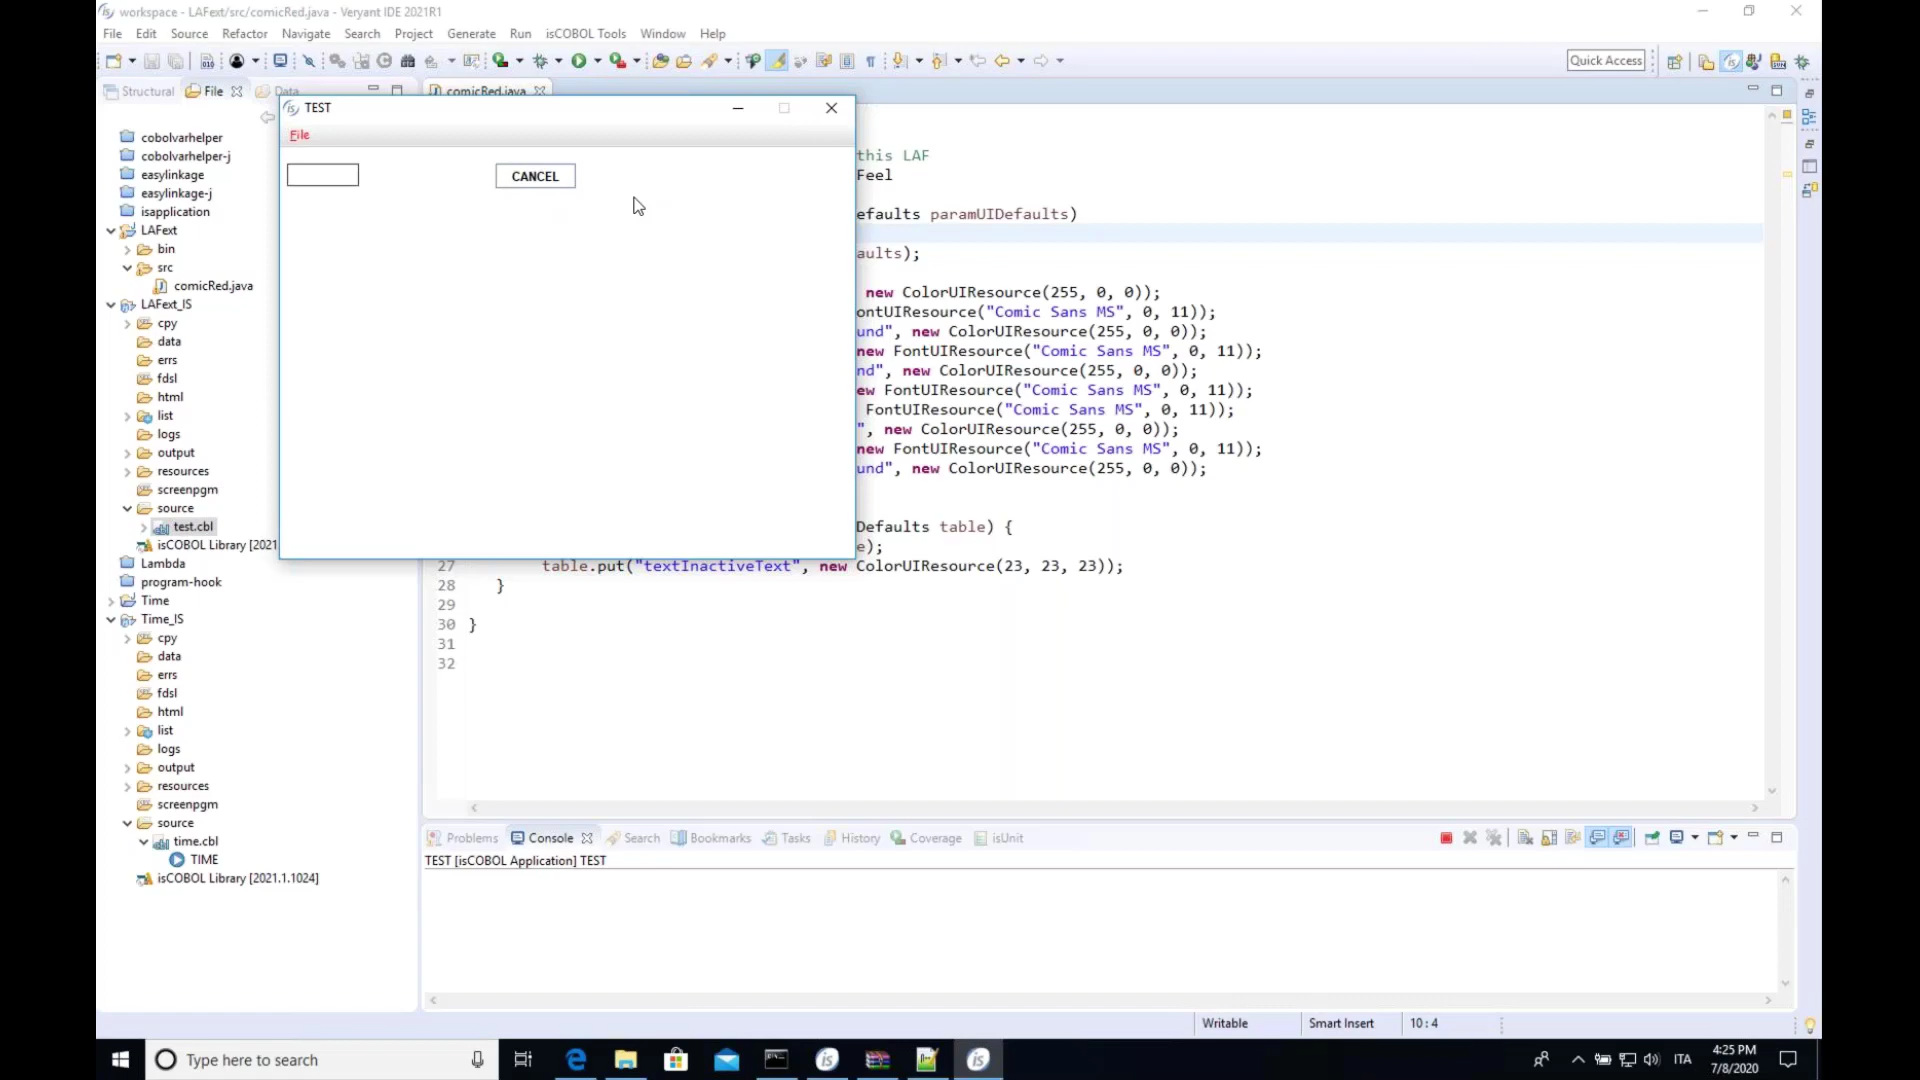 workspace - LAFext/src/comicRed.java - Veryant IDE 2021R1
File Edit Source Refactor Navigate Search Project Generate Run isCOBOL Tools Window Help
Quick Access
Structural File Data
comicRed.java
cobolvarhelper
cobolvarhelper-j
easylinkage
easylinkage-j
isapplication
LAFext
bin
src
comicRed.java
LAFext_IS
cpy
data
errs
fdsl
html
list
logs
output
resources
screenpgm
source
test.cbl
isCOBOL Library [2021
Lambda
program-hook
Time
Time_IS
cpy
data
errs
fdsl
html
list
logs
output
resources
screenpgm
source
time.cbl
TIME
isCOBOL Library [2021.1.1024]
TEST
File
CANCEL
this LAF
Feel
efaults paramUIDefaults)
aults);
new ColorUIResource(255, 0, 0));
ontUIResource("Comic Sans MS", 0, 11));
und", new ColorUIResource(255, 0, 0));
new FontUIResource("Comic Sans MS", 0, 11));
nd", new ColorUIResource(255, 0, 0));
ew FontUIResource("Comic Sans MS", 0, 11));
FontUIResource("Comic Sans MS", 0, 11));
", new ColorUIResource(255, 0, 0));
new FontUIResource("Comic Sans MS", 0, 11));
und", new ColorUIResource(255, 0, 0));
Defaults table) {
e);
27 table.put("textInactiveText", new ColorUIResource(23, 23, 23));
28 }
29
30 }
31
32
Problems Console Search Bookmarks Tasks History Coverage isUnit
TEST [isCOBOL Application] TEST
Writable Smart Insert 10 : 4
Type here to search
ITA
4:25 PM
7/8/2020